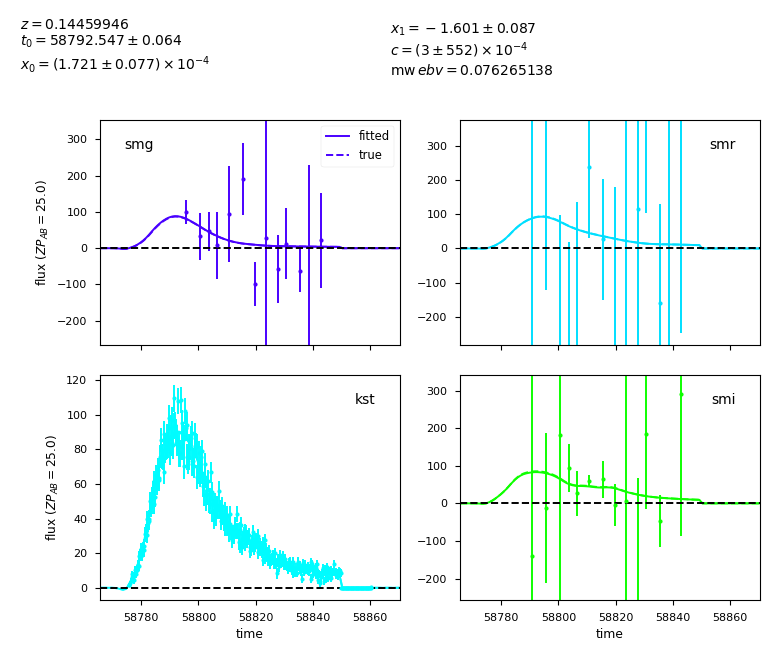 z = 0.14459946
t₀ = 58792.547 ± 0.064
x₀ = (1.721 ± 0.077) × 10⁻⁴
x₁ = −1.601 ± 0.087
c = (3 ± 552) × 10⁻⁴
mw ebv = 0.076265138
smg
fitted
true
300
200
100
0
−100
−200
flux (ZP_AB = 25.0)
smr
300
200
100
0
−100
−200
kst
120
100
80
60
40
20
0
flux (ZP_AB = 25.0)
58780 58800 58820 58840 58860
time
smi
300
200
100
0
−100
−200
58780 58800 58820 58840 58860
time